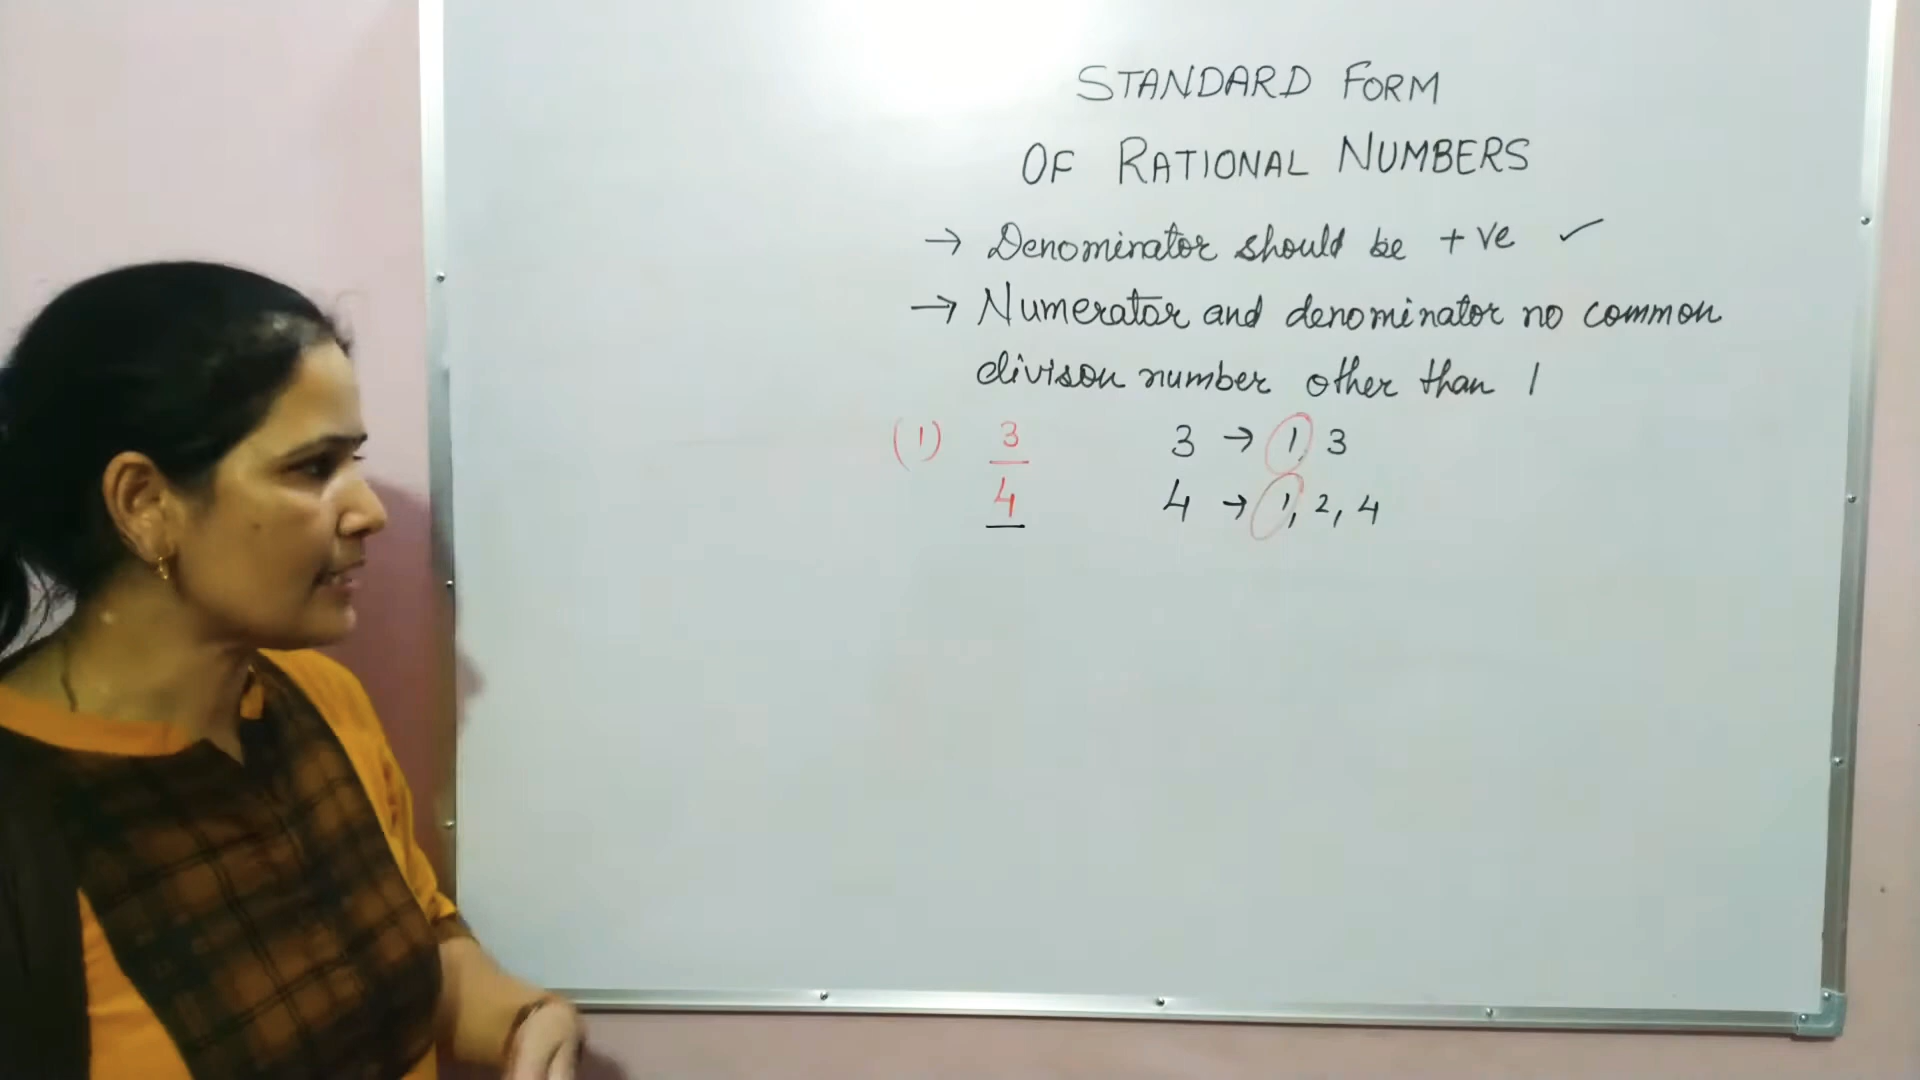 STANDARD FORM
OF RATIONAL NUMBERS
→ Denominator should be +ve ✓
→ Numerator and denominator no common
divison number other than 1
(1) 3/4
3 → 1, 3
4 → 1, 2, 4